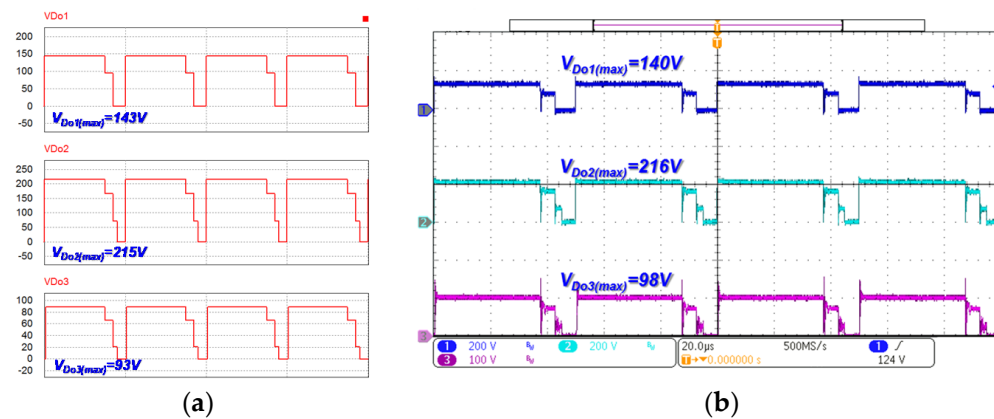 VDo1
200
150
100
50
0
-50
VDo1(max)=143V
VDo2
250
200
150
100
50
0
-50
VDo2(max)=215V
VDo3
100
80
60
40
20
0
-20
VDo3(max)=93V
(a)
T
T
VDo1(max)=140V
1
VDo2(max)=216V
2
VDo3(max)=98V
3
1 200 V BW 2 200 V BW
3 100 V BW
20.0µs 500MS/s
T→▼0.000000 s
1 ƒ
124 V
(b)